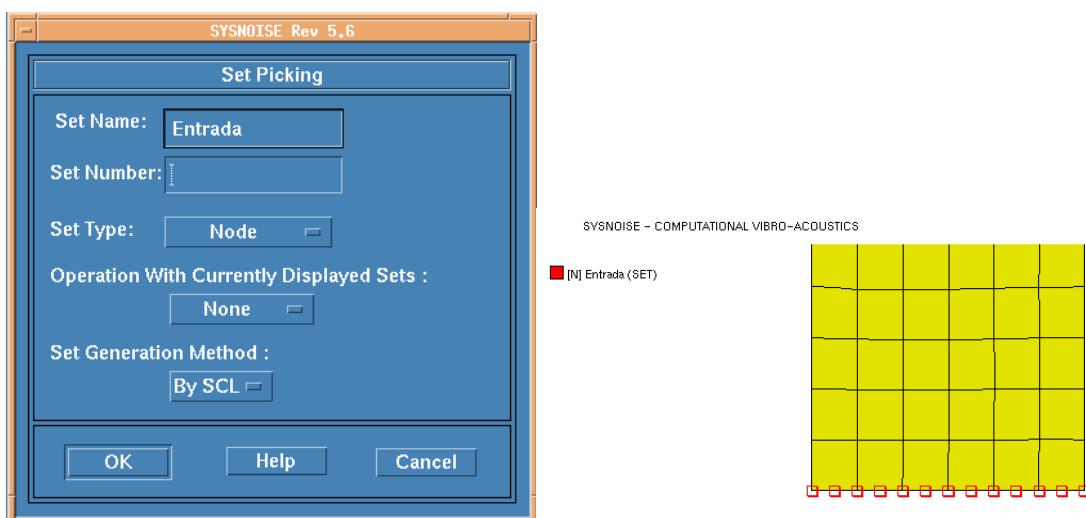 SYSNOISE Rev 5.6
Set Picking
Set Name: Entrada
Set Number:
Set Type: Node
Operation With Currently Displayed Sets :
None
Set Generation Method :
By SCL
OK Help Cancel
SYSNOISE - COMPUTATIONAL VIBRO-ACOUSTICS
[N] Entrada (SET)